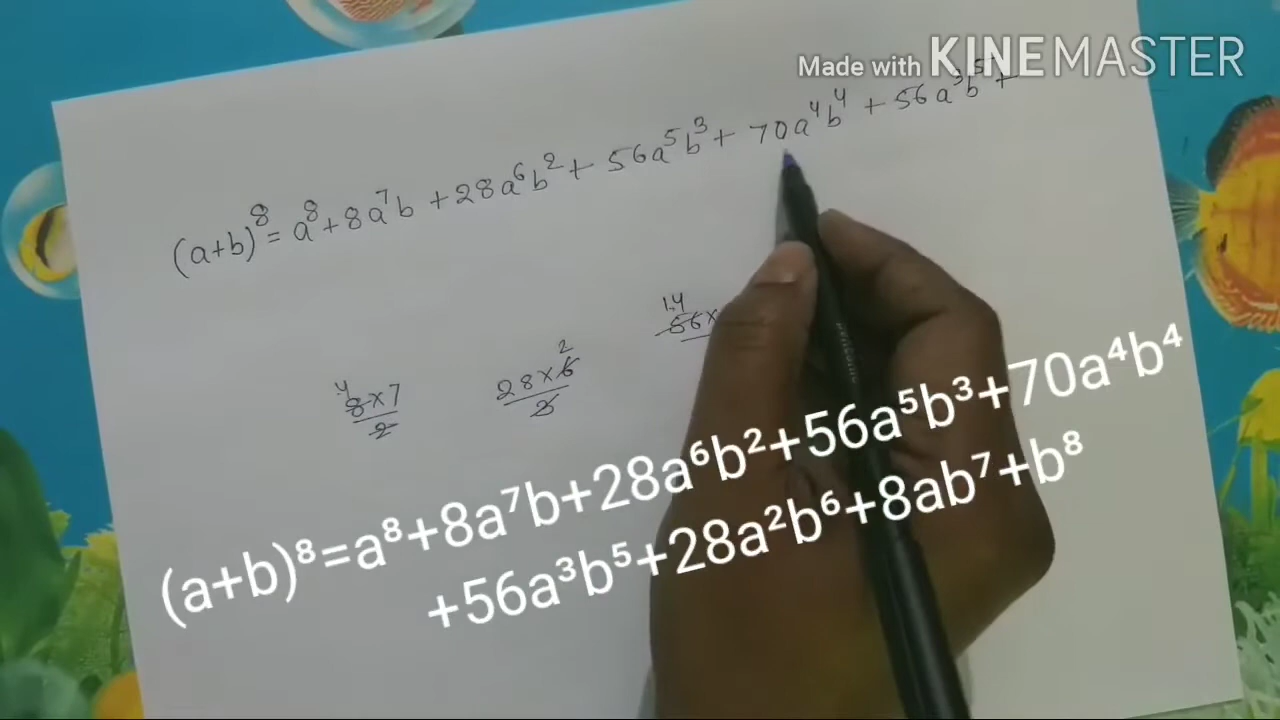 Made with KINEMASTER
(a+b)⁸ = a⁸ + 8a⁷b + 28a⁶b² + 56a⁵b³ + 70a⁴b⁴ + 56a³b⁵ +
8×7 4
2
28×6 2
3
56× 14
(a+b)⁸=a⁸+8a⁷b+28a⁶b²+56a⁵b³+70a⁴b⁴
+56a³b⁵+28a²b⁶+8ab⁷+b⁸